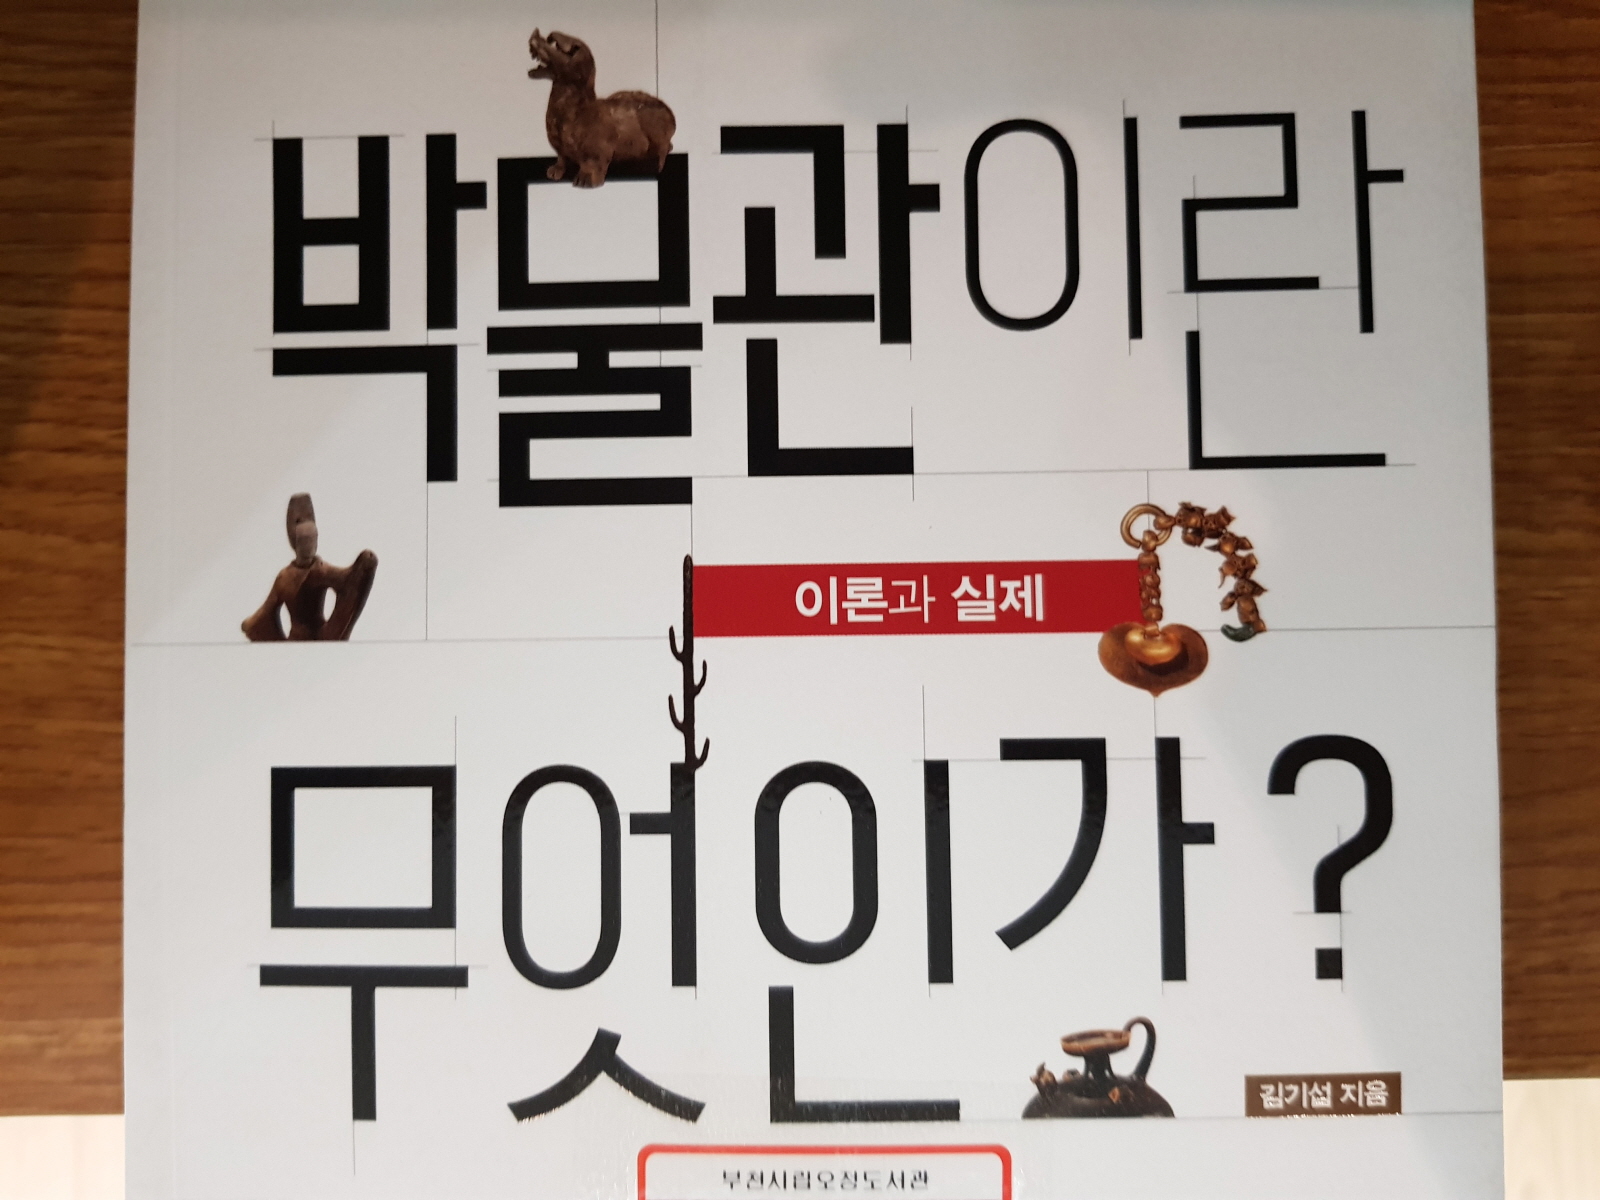 박물관이란
이론과 실제
무엇인가?
김기설 지음
부천시립오정도서관